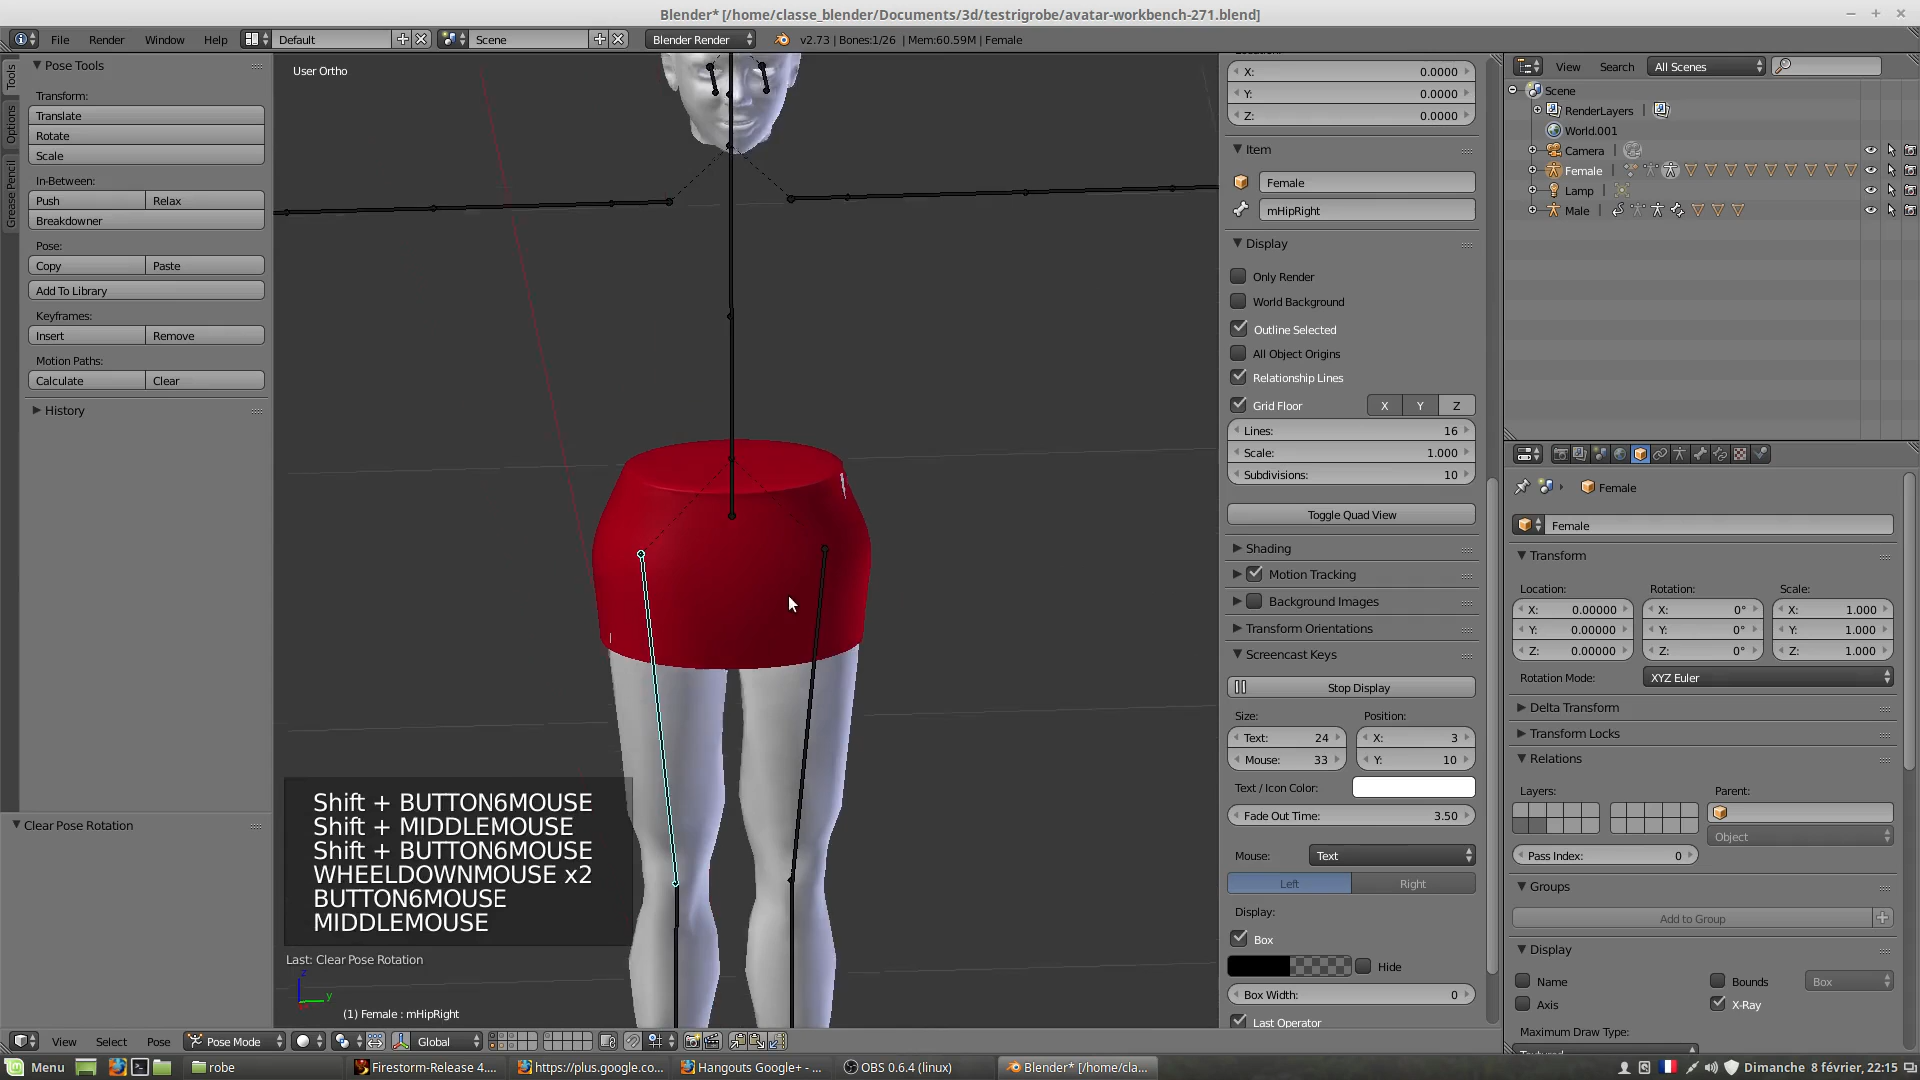 Blender* [/home/classe_blender/Documents/3d/testrigrobe/avatar-workbench-271.blend]
File Render Window Help Default Scene Blender Render v2.73 | Bones:1/26 | Mem:60.59M | Female
Tools
Options
Grease Pencil
Pose Tools
Transform:
Translate
Rotate
Scale
In-Between:
Push Relax
Breakdowner
Pose:
Copy Paste
Add To Library
Keyframes:
Insert Remove
Motion Paths:
Calculate Clear
History
Clear Pose Rotation
User Ortho
Shift + BUTTON6MOUSE
Shift + MIDDLEMOUSE
Shift + BUTTON6MOUSE
WHEELDOWNMOUSE x2
BUTTON6MOUSE
MIDDLEMOUSE
Last: Clear Pose Rotation
z
y
(1) Female : mHipRight
View Select Pose Pose Mode Global
X: 0.0000
Y: 0.0000
Z: 0.0000
Item
Female
mHipRight
Display
Only Render
World Background
Outline Selected
All Object Origins
Relationship Lines
Grid Floor X Y Z
Lines: 16
Scale: 1.000
Subdivisions: 10
Toggle Quad View
Shading
Motion Tracking
Background Images
Transform Orientations
Screencast Keys
Stop Display
Size: Position:
Text: 24 X: 3
Mouse: 33 Y: 10
Text / Icon Color:
Fade Out Time: 3.50
Mouse: Text
Left Right
Display:
Box
Hide
Box Width: 0
Last Operator
View Search All Scenes
Scene
RenderLayers |
World.001
Camera |
Female |
Lamp |
Male |
Female
Female
Transform
Location: Rotation: Scale:
X: 0.00000 X: 0° X: 1.000
Y: 0.00000 Y: 0° Y: 1.000
Z: 0.00000 Z: 0° Z: 1.000
Rotation Mode: XYZ Euler
Delta Transform
Transform Locks
Relations
Layers: Parent:
Object
Pass Index: 0
Groups
Add to Group
Display
Name Bounds Box
Axis X-Ray
Maximum Draw Type:
Menu robe Firestorm-Release 4.... https://plus.google.co... Hangouts Google+ - ... OBS 0.6.4 (linux) Blender* [/home/cla... Dimanche 8 février, 22:15